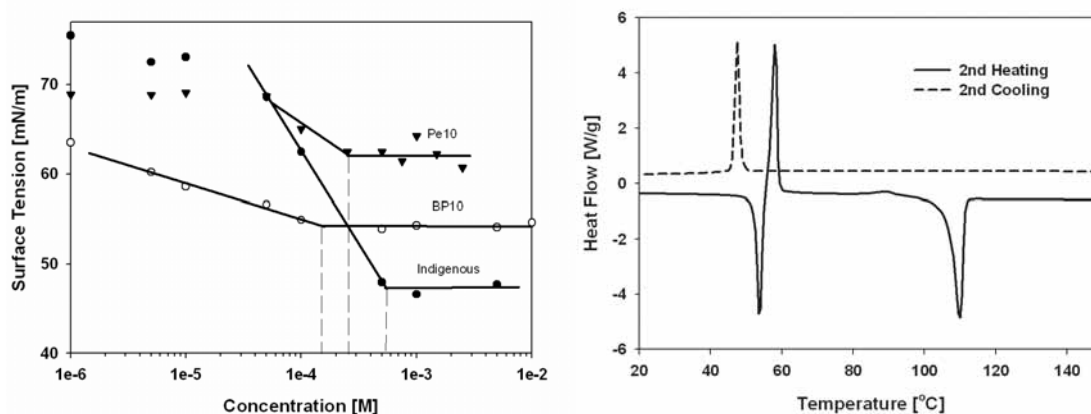 Surface Tension [mN/m]
70
60
50
40
Pe10
BP10
Indigenous
1e-6 1e-5 1e-4 1e-3 1e-2
Concentration [M]
Heat Flow [W/g]
6
4
2
0
-2
-4
-6
2nd Heating
2nd Cooling
20 40 60 80 100 120 140
Temperature [°C]